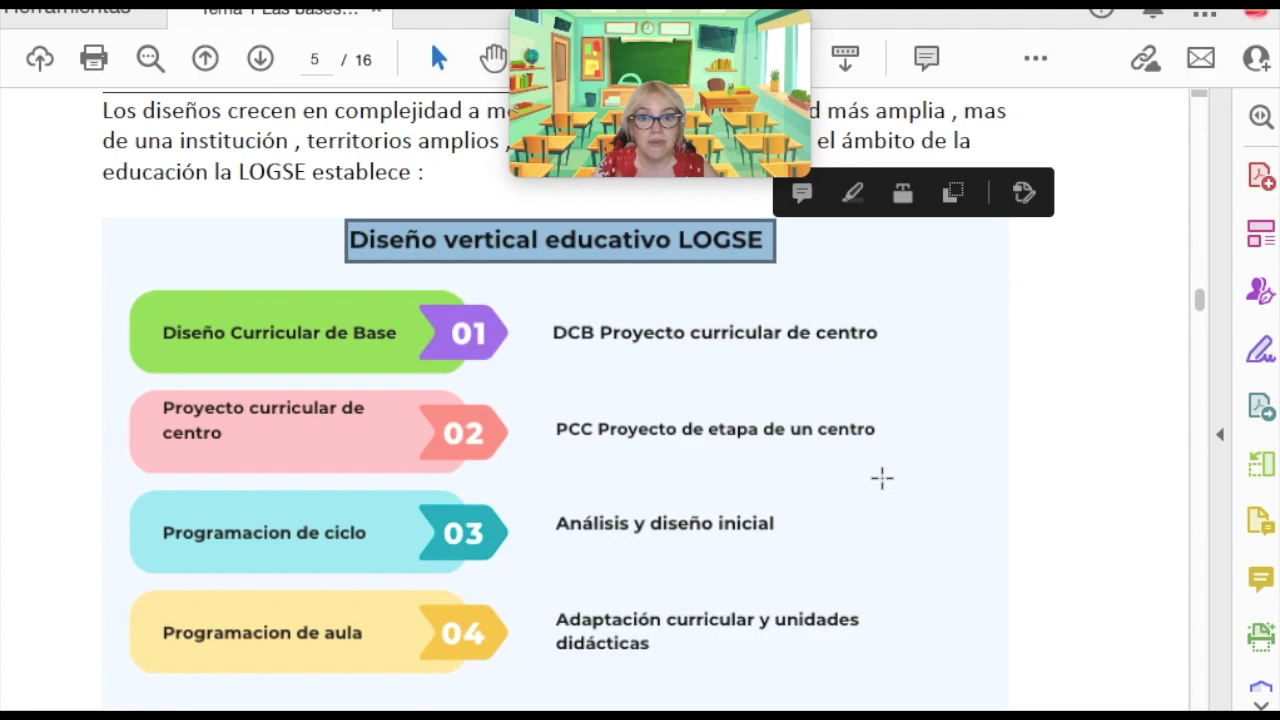 Herramientas
Tema 1 Las bases...
5 / 16
Los diseños crecen en complejidad a d más amplia , mas
de una institución , territorios amplios , el ámbito de la
educación la LOGSE establece :
Diseño vertical educativo LOGSE
Diseño Curricular de Base
01
DCB Proyecto curricular de centro
Proyecto curricular de
centro
02
PCC Proyecto de etapa de un centro
Programacion de ciclo
03
Análisis y diseño inicial
Programacion de aula
04
Adaptación curricular y unidades
didácticas